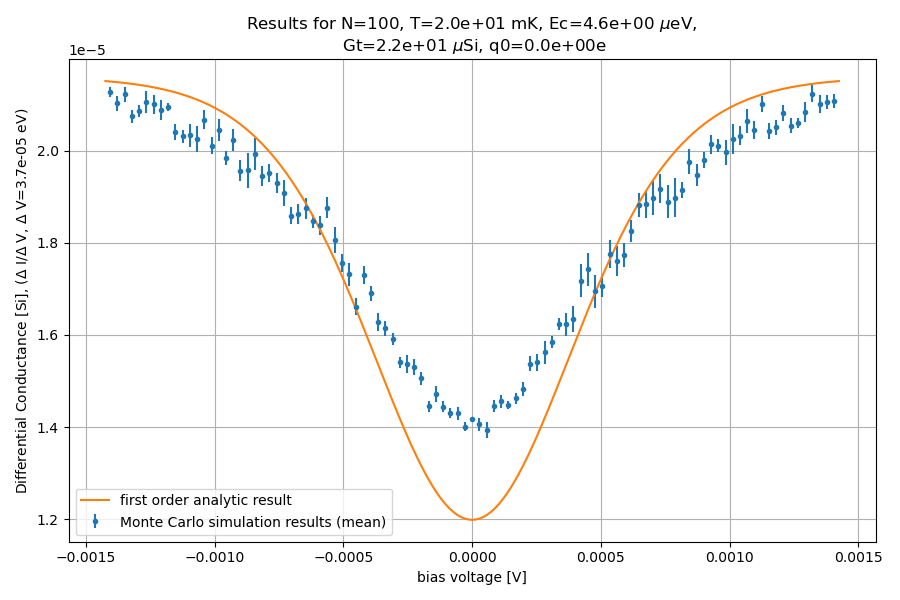 Results for N=100, T=2.0e+01 mK, Ec=4.6e+00 μeV,
Gt=2.2e+01 μSi, q0=0.0e+00e
1e−5
Differential Conductance [Si], (Δ I/Δ V, Δ V=3.7e-05 eV)
2.0
1.8
1.6
1.4
1.2
first order analytic result
Monte Carlo simulation results (mean)
−0.0015 −0.0010 −0.0005 0.0000 0.0005 0.0010 0.0015
bias voltage [V]